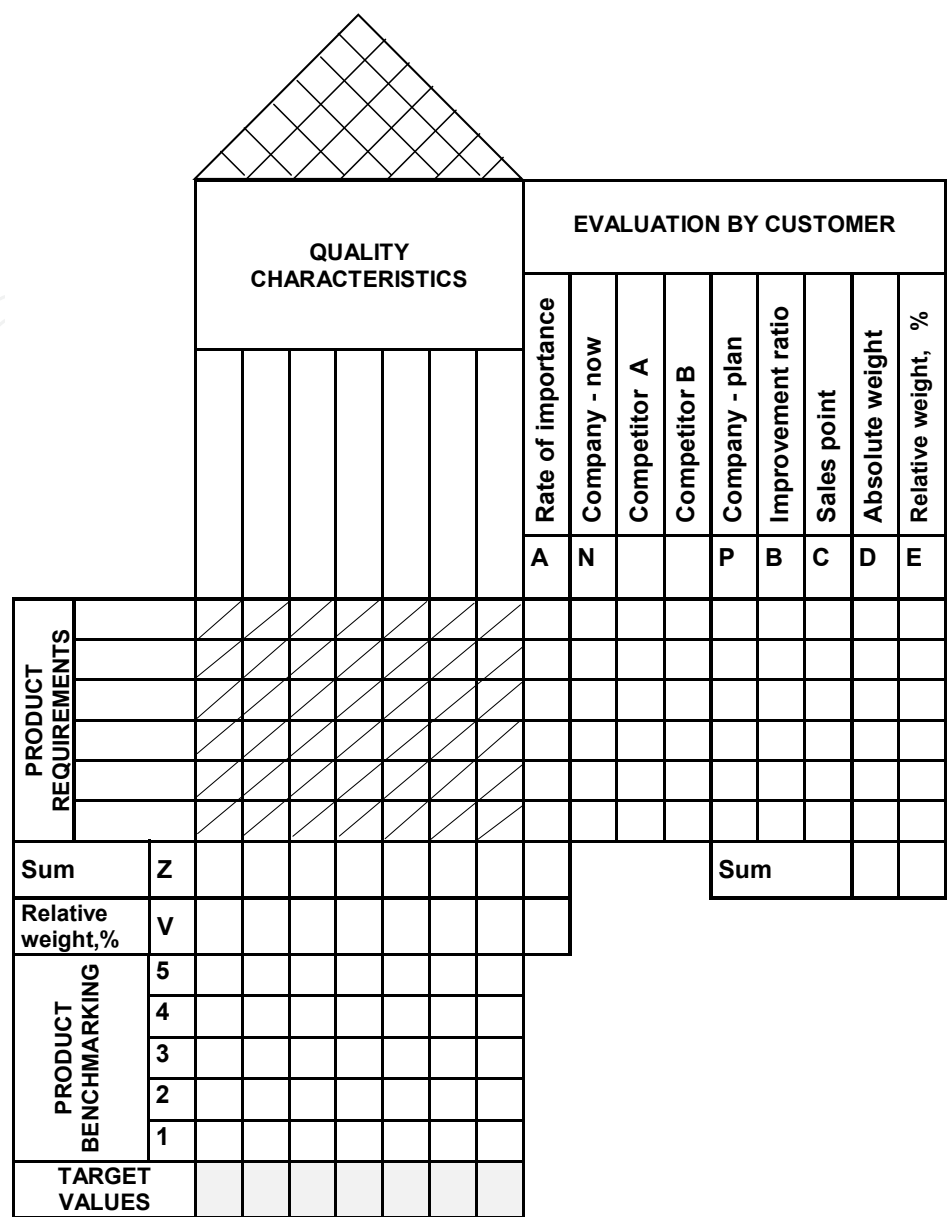 QUALITY
CHARACTERISTICS
EVALUATION BY CUSTOMER
Rate of importance
Company - now
Competitor A
Competitor B
Company - plan
Improvement ratio
Sales point
Absolute weight
Relative weight, %
A N P B C D E
PRODUCT
REQUIREMENTS
Sum Z Sum
Relative
weight,% V
PRODUCT
BENCHMARKING
5
4
3
2
1
TARGET
VALUES